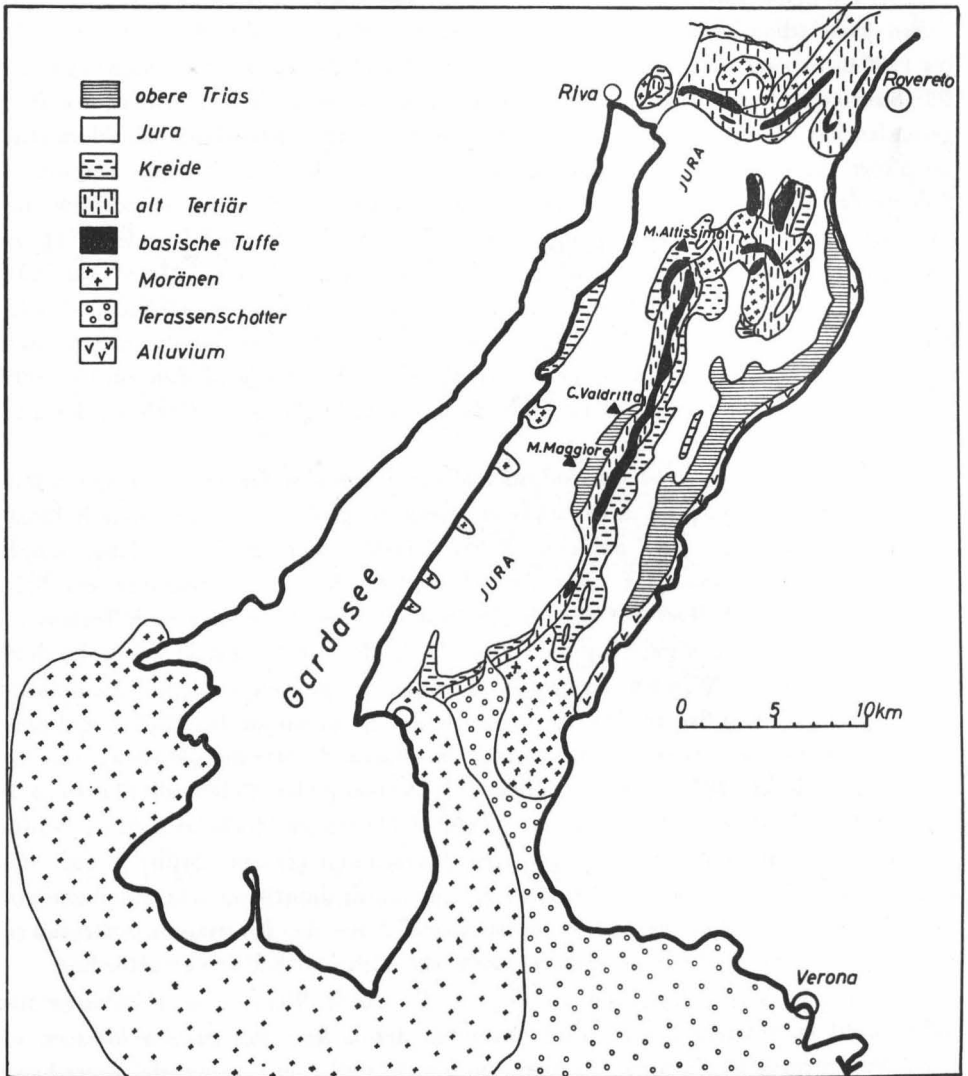 obere Trias
Jura
Kreide
alt Tertiär
basische Tuffe
Moränen
Terassenschotter
Alluvium
Riva
Rovereto
JURA
M.Altissimo
C.Valdritta
M.Maggiore
JURA
Gardasee
0 5 10km
Verona